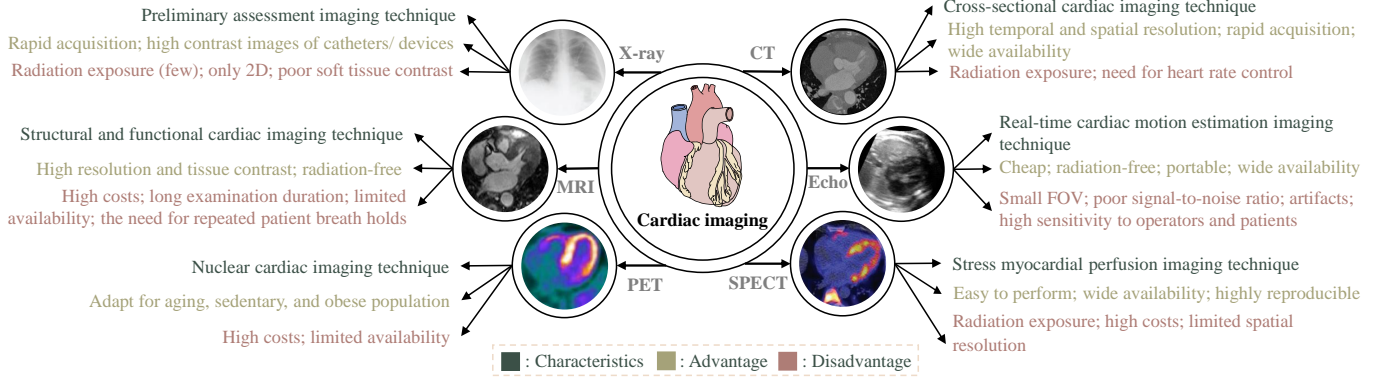 Preliminary assessment imaging technique
Rapid acquisition; high contrast images of catheters/ devices
Radiation exposure (few); only 2D; poor soft tissue contrast
X-ray
CT
Cross-sectional cardiac imaging technique
High temporal and spatial resolution; rapid acquisition;
wide availability
Radiation exposure; need for heart rate control
Structural and functional cardiac imaging technique
High resolution and tissue contrast; radiation-free
High costs; long examination duration; limited
availability; the need for repeated patient breath holds
MRI
Cardiac imaging
Echo
Real-time cardiac motion estimation imaging
technique
Cheap; radiation-free; portable; wide availability
Small FOV; poor signal-to-noise ratio; artifacts;
high sensitivity to operators and patients
Nuclear cardiac imaging technique
Adapt for aging, sedentary, and obese population
High costs; limited availability
PET
SPECT
Stress myocardial perfusion imaging technique
Easy to perform; wide availability; highly reproducible
Radiation exposure; high costs; limited spatial
resolution
: Characteristics : Advantage : Disadvantage